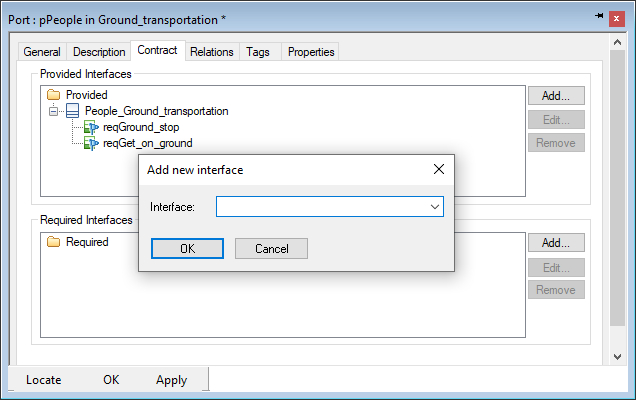 Port : pPeople in Ground_transportation *
General Description Contract Relations Tags Properties
Provided Interfaces
Provided
People_Ground_transportation
reqGround_stop
reqGet_on_ground
Add...
Edit...
Remove
Add new interface
Interface:
OK Cancel
Required Interfaces
Required
Add...
Edit...
Remove
Locate OK Apply